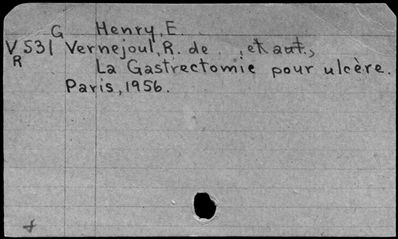 G Henry, E.
V531 Vernejoul, R. de , et aut.,
R La Gastrectomie pour ulcère.
Paris, 1956.